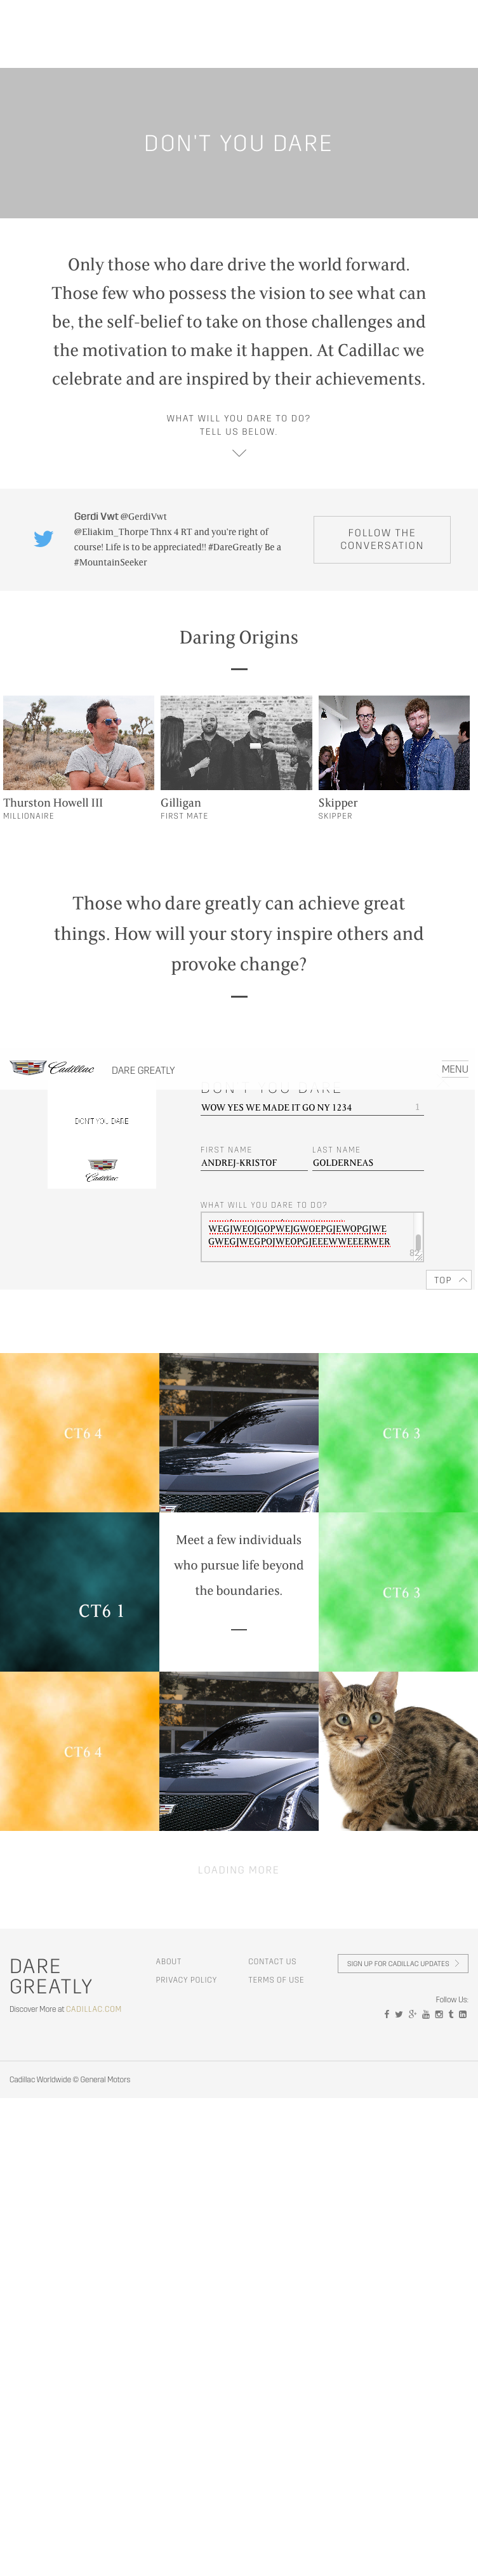 DON'T YOU DARE
Only those who dare drive the world forward.
Those few who possess the vision to see what can
be, the self-belief to take on those challenges and
the motivation to make it happen. At Cadillac we
celebrate and are inspired by their achievements.
WHAT WILL YOU DARE TO DO?
TELL US BELOW.
Gerdi Vwt @GerdiVwt
@Eliakim_Thorpe Thnx 4 RT and you're right of
course! Life is to be appreciated!! #DareGreatly Be a
#MountainSeeker
FOLLOW THE
CONVERSATION
Daring Origins
Thurston Howell III
MILLIONAIRE
Gilligan
FIRST MATE
Skipper
SKIPPER
Those who dare greatly can achieve great
things. How will your story inspire others and
provoke change?
Cadillac
DARE GREATLY
MENU
DON'T YOU DARE
DON'T YOU DARE
Cadillac
WOW YES WE MADE IT GO NY 1234
1
FIRST NAME
LAST NAME
ANDREJ-KRISTOF
GOLDERNEAS
WHAT WILL YOU DARE TO DO?
WEGJWEOJGOPWEJGWOEPGJEWOPGJWE
GWEGJWEGPOJWEOPGJEEEWWEEERWER
82
TOP
CT6 4
CT6 3
CT6 1
Meet a few individuals
who pursue life beyond
the boundaries.
CT6 3
CT6 4
LOADING MORE
DARE
GREATLY
Discover More at CADILLAC.COM
ABOUT
CONTACT US
PRIVACY POLICY
TERMS OF USE
SIGN UP FOR CADILLAC UPDATES
Follow Us:
Cadillac Worldwide © General Motors